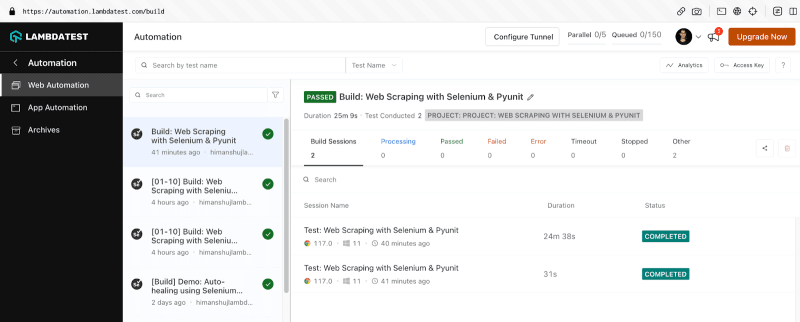 https://automation.lambdatest.com/build
LAMBDATEST
Automation
Configure Tunnel
Parallel 0/5
Queued 0/150
5
Upgrade Now
Automation
Web Automation
App Automation
Archives
Search by test name
Test Name
Analytics
Access Key
?
Search
Build: Web Scraping
with Selenium & Pyunit
41 minutes ago · himanshujla...
[01-10] Build: Web
Scraping with Seleniu...
4 hours ago · himanshujlamb...
[01-10] Build: Web
Scraping with Seleniu...
4 hours ago · himanshujlamb...
[Build] Demo: Auto-
healing using Selenium...
2 days ago · himanshujlambd...
PASSED Build: Web Scraping with Selenium & Pyunit
Duration 25m 9s · Test Conducted 2 PROJECT: PROJECT: WEB SCRAPING WITH SELENIUM & PYUNIT
Build Sessions Processing Passed Failed Error Timeout Stopped Other
2 0 0 0 0 0 0 2
Search
Session Name Duration Status
Test: Web Scraping with Selenium & Pyunit
117.0 · 11 · 40 minutes ago
24m 38s
COMPLETED
Test: Web Scraping with Selenium & Pyunit
117.0 · 11 · 41 minutes ago
31s
COMPLETED